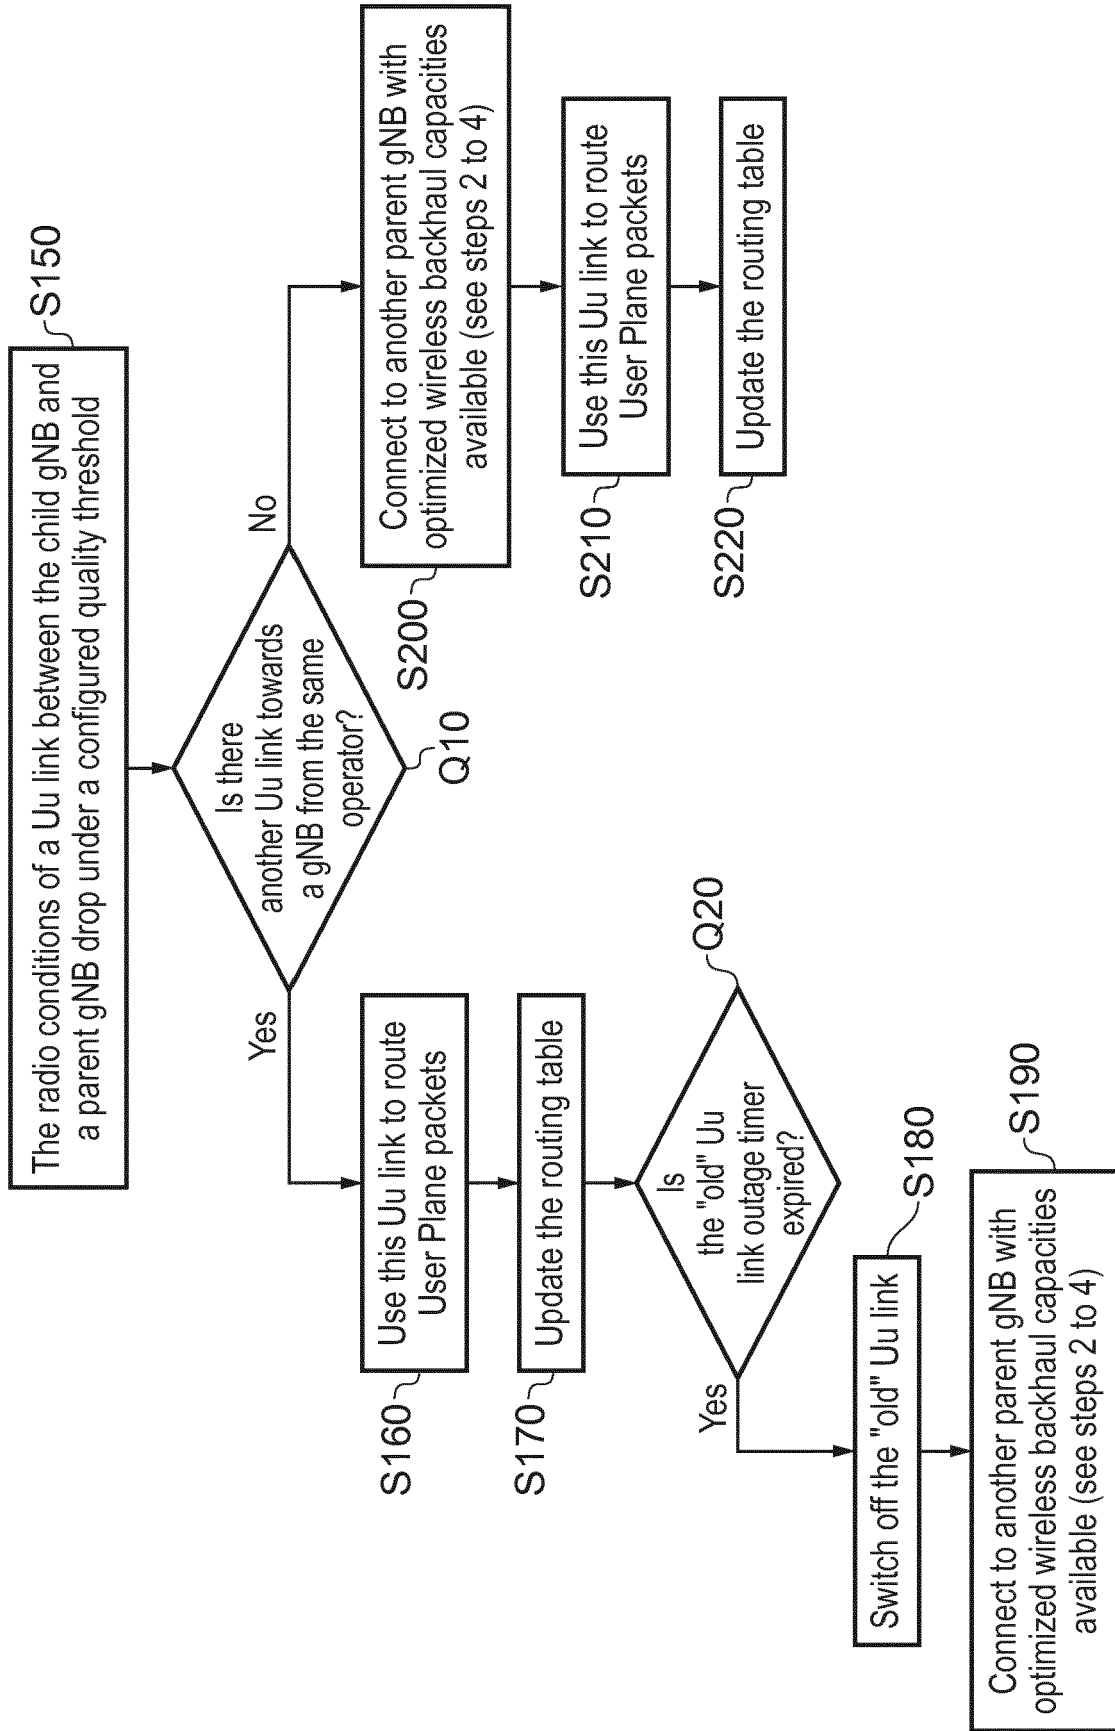 The radio conditions of a Uu link between the child gNB and
a parent gNB drop under a configured quality threshold
S150
Is there
another Uu link towards
a gNB from the same
operator?
Q10
Yes
No
Use this Uu link to route
User Plane packets
S160
Update the routing table
S170
Is
the "old" Uu
link outage timer
expired?
Q20
Yes
Switch off the "old" Uu link
S180
Connect to another parent gNB with
optimized wireless backhaul capacities
available (see steps 2 to 4)
S190
Connect to another parent gNB with
optimized wireless backhaul capacities
available (see steps 2 to 4)
S200
Use this Uu link to route
User Plane packets
S210
Update the routing table
S220